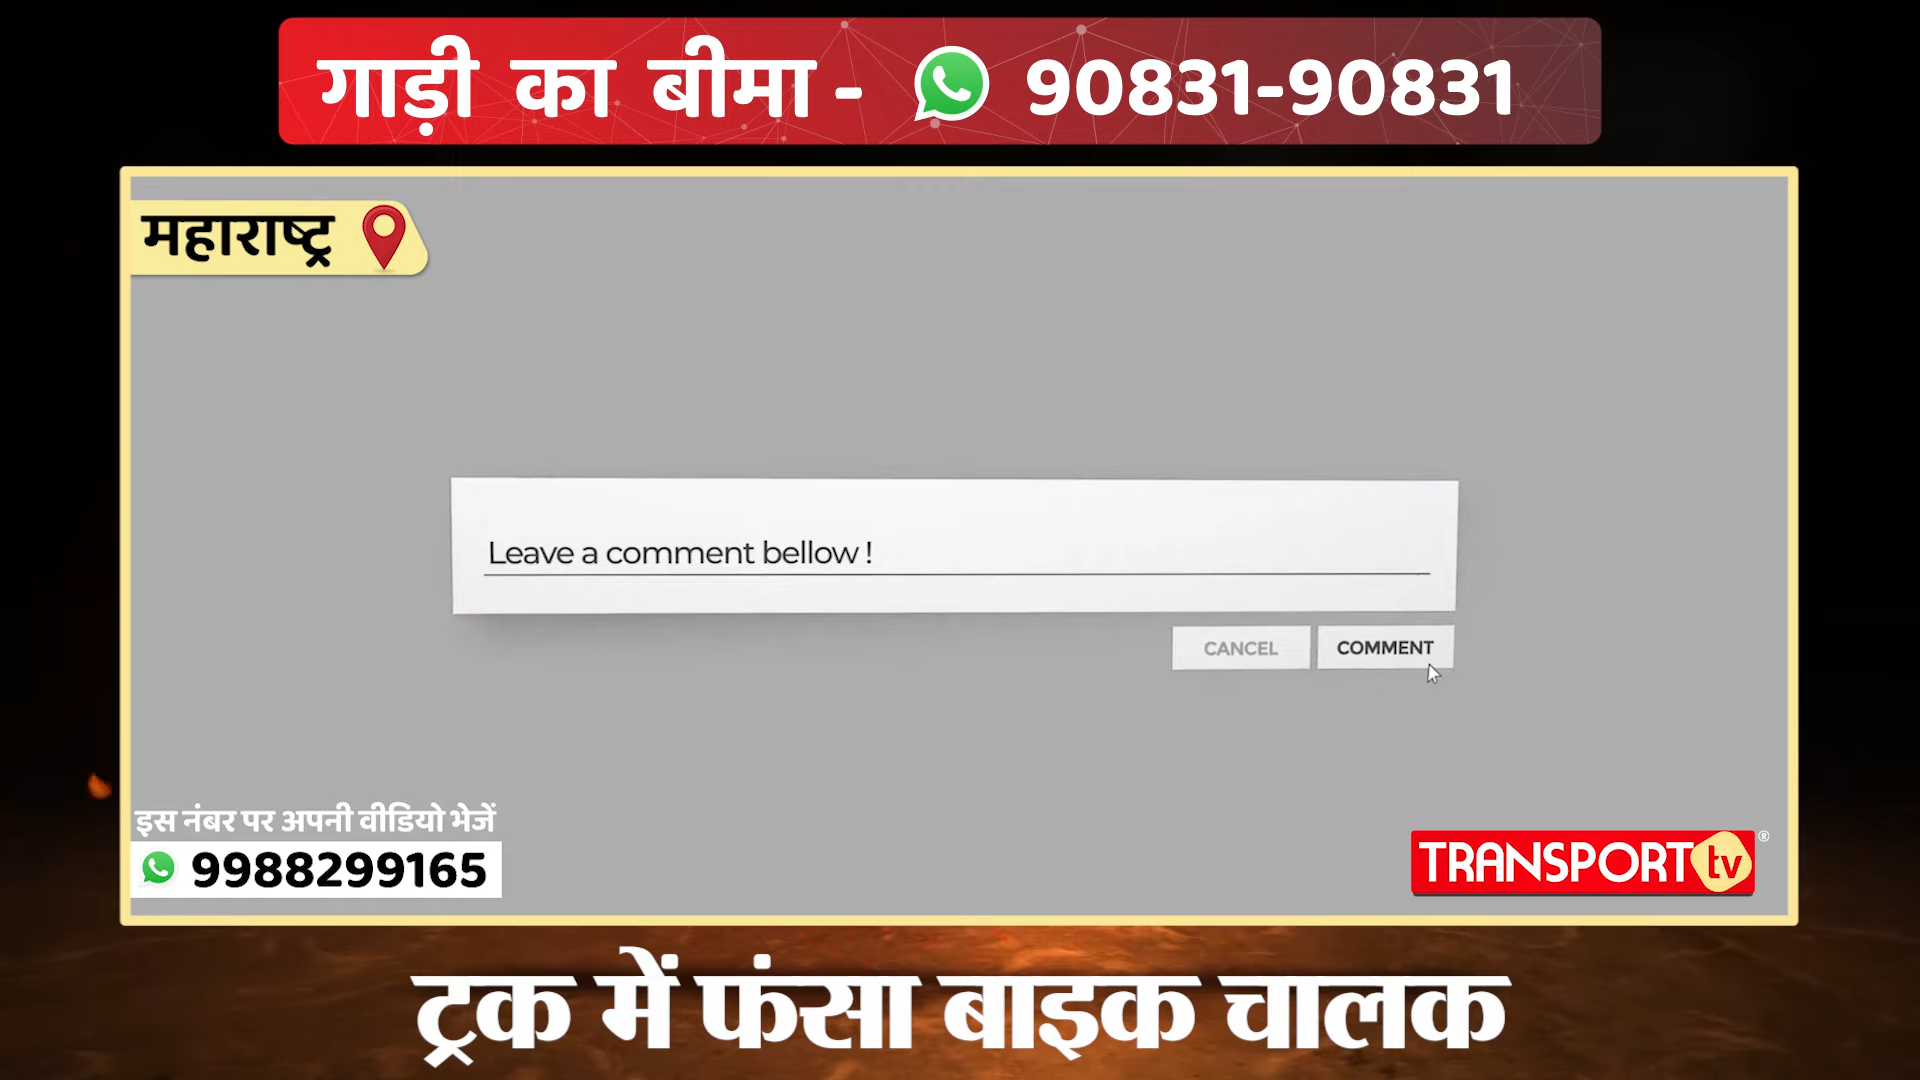 गाड़ी का बीमा - 90831-90831
महाराष्ट्र
Leave a comment bellow !
CANCEL COMMENT
इस नंबर पर अपनी वीडियो भेजें
9988299165
TRANSPORT tv ®
ट्रक में फंसा बाइक चालक